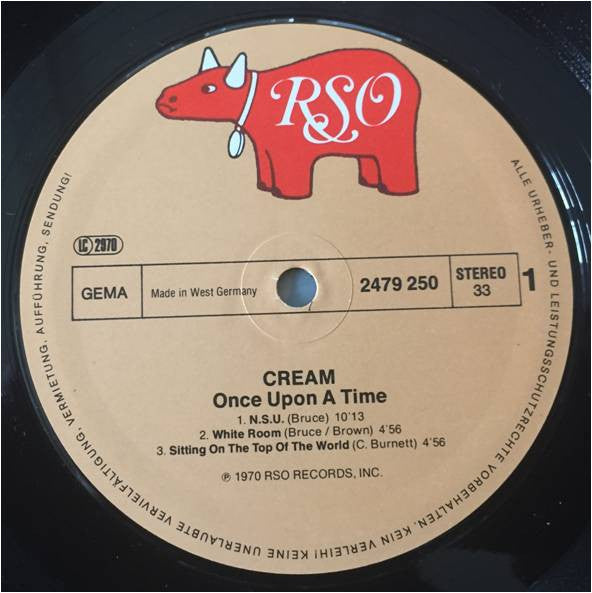 RSO
LC 2970
GEMA
Made in West Germany
2479 250
STEREO
33
1
CREAM
Once Upon A Time
1. N.S.U. (Bruce) 10'13
2. White Room (Bruce / Brown) 4'56
3. Sitting On The Top Of The World (C. Burnett) 4'56
℗ 1970 RSO RECORDS, INC.
ALLE URHEBER- UND LEISTUNGSSCHUTZRECHTE VORBEHALTEN. KEIN VERLEIH! KEINE UNERLAUBTE VERVIELFÄLTIGUNG, VERMIETUNG, AUFFÜHRUNG, SENDUNG!